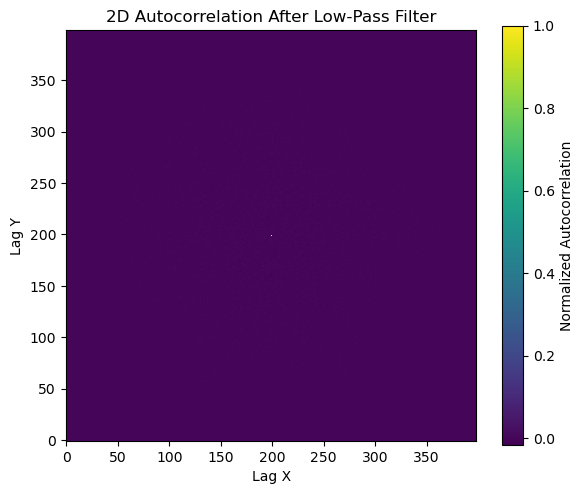 2D Autocorrelation After Low-Pass Filter
Lag Y
350
300
250
200
150
100
50
0
0 50 100 150 200 250 300 350
Lag X
1.0
0.8
0.6
0.4
0.2
0.0
Normalized Autocorrelation